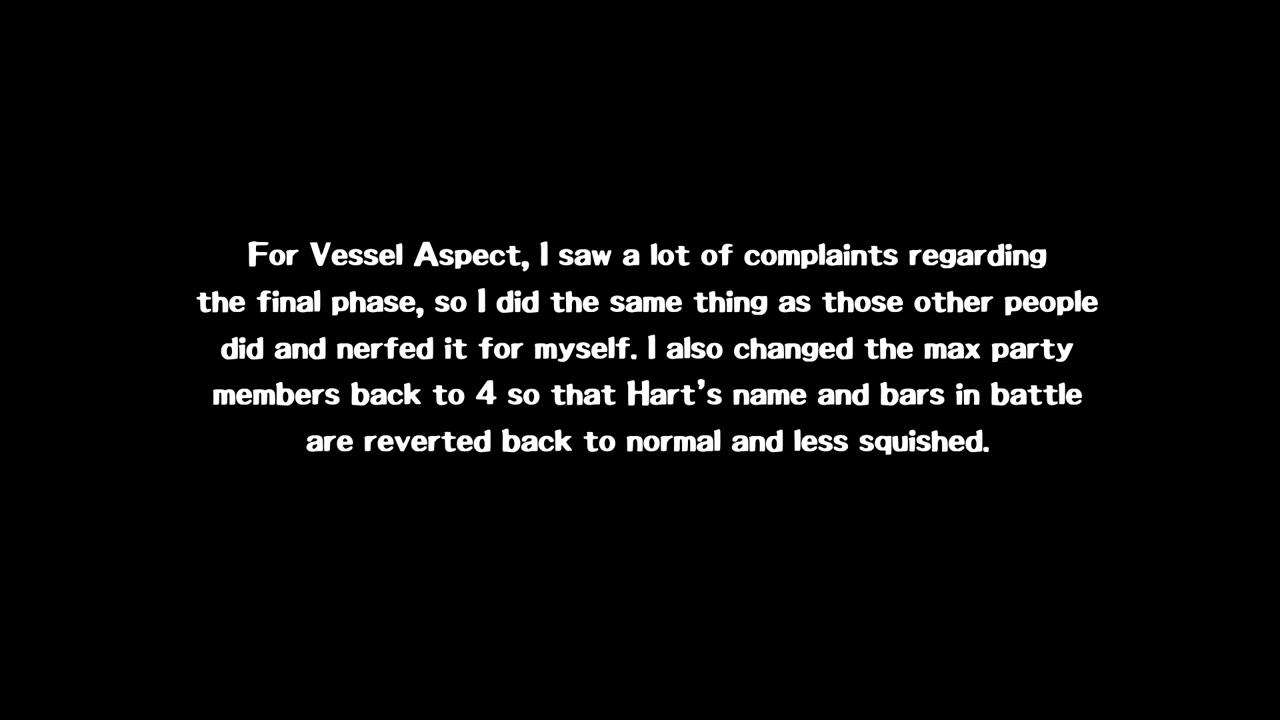 For Vessel Aspect, I saw a lot of complaints regarding
the final phase, so I did the same thing as those other people
did and nerfed it for myself. I also changed the max party
members back to 4 so that Hart's name and bars in battle
are reverted back to normal and less squished.